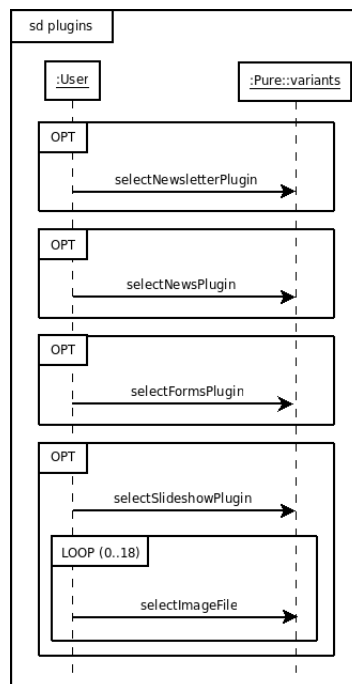 sd plugins
:User
:Pure::variants
OPT
selectNewsletterPlugin
OPT
selectNewsPlugin
OPT
selectFormsPlugin
OPT
selectSlideshowPlugin
LOOP (0..18)
selectImageFile